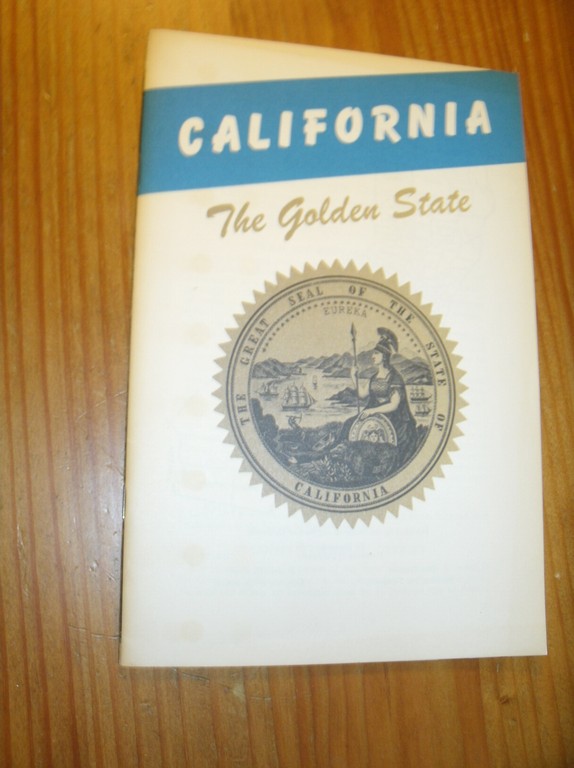 CALIFORNIA
The Golden State
THE GREAT SEAL OF THE STATE OF
EUREKA
CALIFORNIA